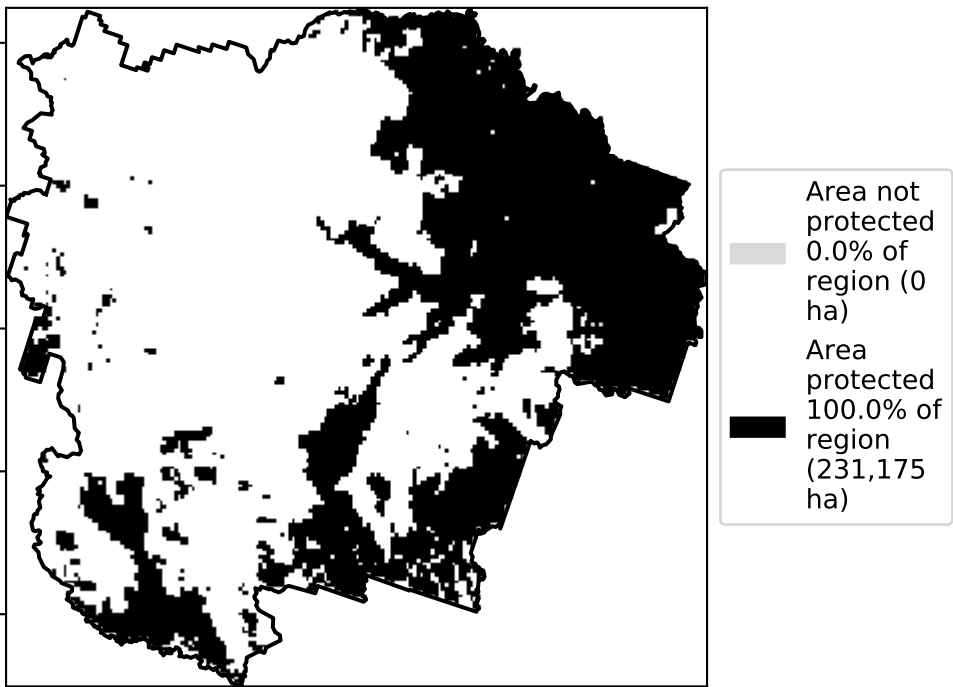 Area not
protected
0.0% of
region (0
ha)
Area
protected
100.0% of
region
(231,175
ha)